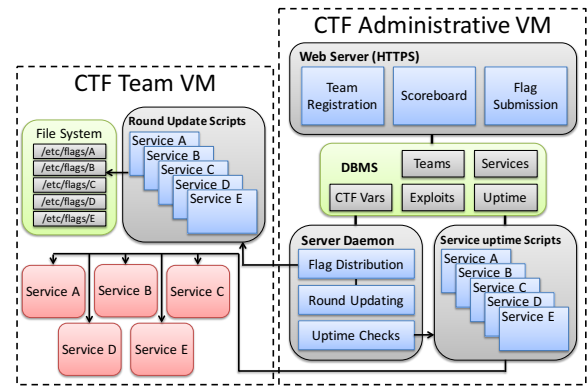 CTF Administrative VM
Web Server (HTTPS)
Team
Registration
Scoreboard
Flag
Submission
DBMS
Teams
Services
CTF Vars
Exploits
Uptime
Server Daemon
Flag Distribution
Round Updating
Uptime Checks
Service uptime Scripts
Service A
Service B
Service C
Service D
Service E
CTF Team VM
File System
/etc/flags/A
/etc/flags/B
/etc/flags/C
/etc/flags/D
/etc/flags/E
Round Update Scripts
Service A
Service B
Service C
Service D
Service E
Service A
Service B
Service C
Service D
Service E